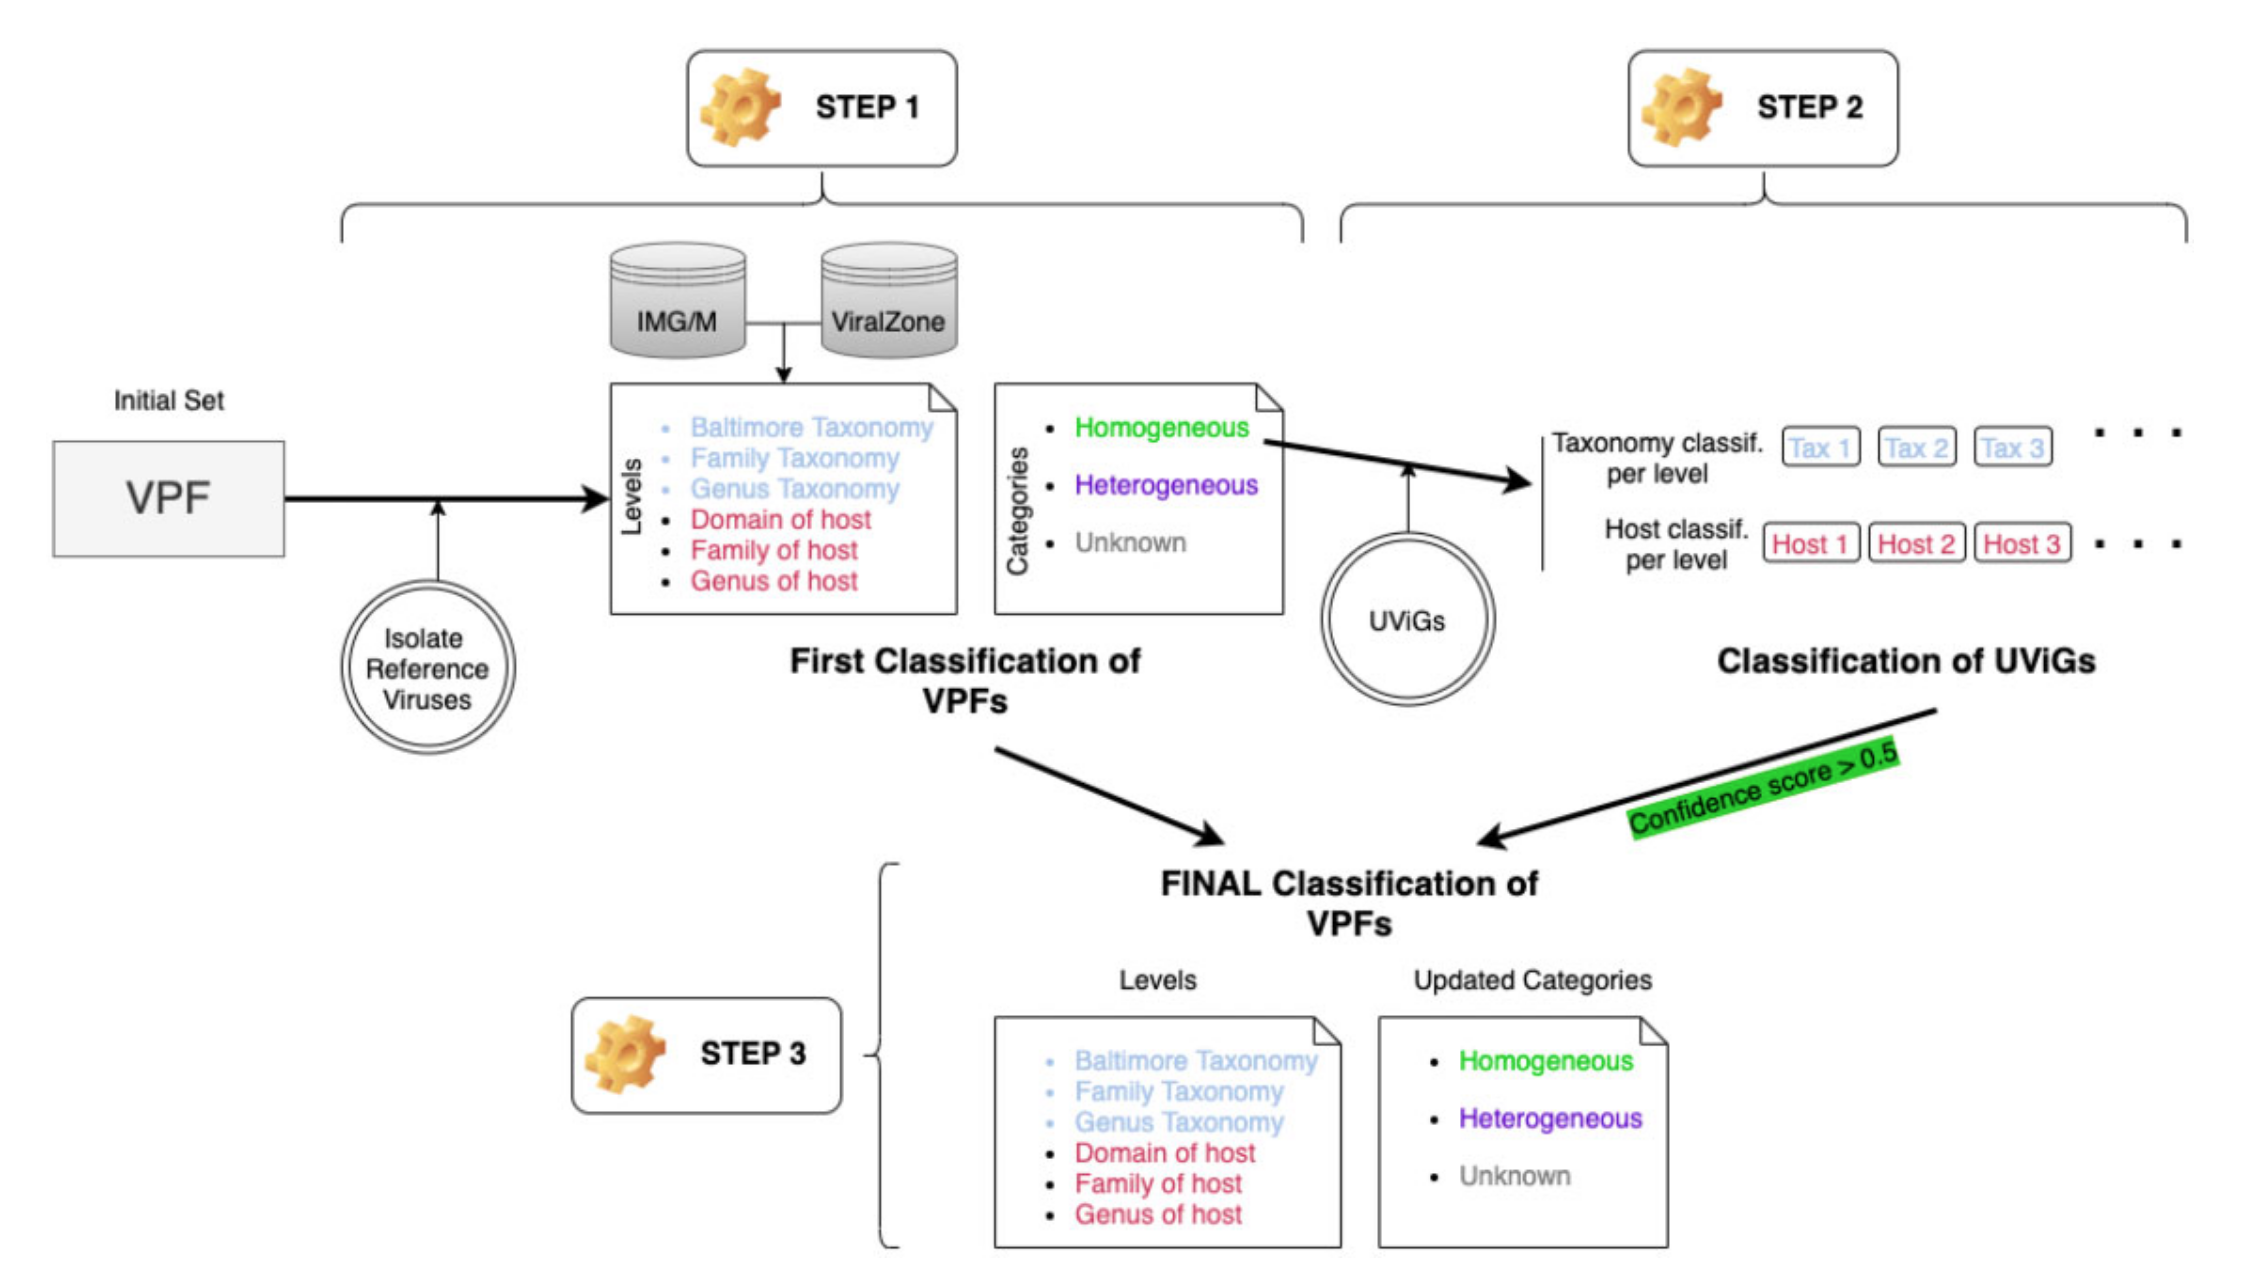 STEP 1
STEP 2
IMG/M
ViralZone
Initial Set
VPF
Isolate
Reference
Viruses
Levels
Baltimore Taxonomy
Family Taxonomy
Genus Taxonomy
Domain of host
Family of host
Genus of host
Categories
Homogeneous
Heterogeneous
Unknown
First Classification of
VPFs
UViGs
Taxonomy classif.
per level
Tax 1
Tax 2
Tax 3
. . .
Host classif.
per level
Host 1
Host 2
Host 3
. . .
Classification of UViGs
Confidence score > 0.5
FINAL Classification of
VPFs
STEP 3
Levels
Baltimore Taxonomy
Family Taxonomy
Genus Taxonomy
Domain of host
Family of host
Genus of host
Updated Categories
Homogeneous
Heterogeneous
Unknown